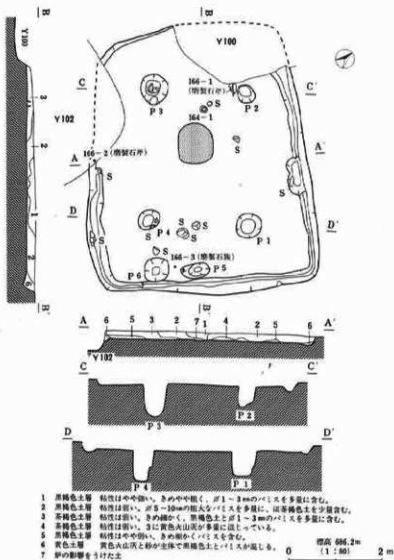 B
B'
Y100
Y100
Y102
C
C'
P3
P2
166-1
(磨製石斧)
164-1
S
S
A
A'
166-2(磨製石斧)
S
S
D
D'
S
P4
S
S
S
P1
S
166-3(磨製石鏃)
P6
P5
B'
B'
A
6 5 3 2 7 1 4 2 5 6
A'
Y102
C
C'
P3
P2
D
D'
P4
P1
1 黒褐色土層 粘性はやや強い。きめやや粗く、∅1~3mmのパミスを多量に含む。
2 黒褐色土層 粘性は弱い。∅5~10mmの粗大なパミスを多量に、淡茶褐色土を少量含む。
3 茶褐色土層 粘性は弱い。きめ細かく、黒褐色土と∅1~3mmのパミスを多量に含む。
4 茶褐色土層 粘性は弱い。3に黄色火山灰が多量に混じっている。
5 黒褐色土層 粘性はやや弱い。きめ細かくパミスを含む。
6 黄色土層 黄色火山灰と砂が主体で黒褐色土とパミスが混じる。
7 炉の影響をうけた土
標高 686.2m
0 (1:80) 2m